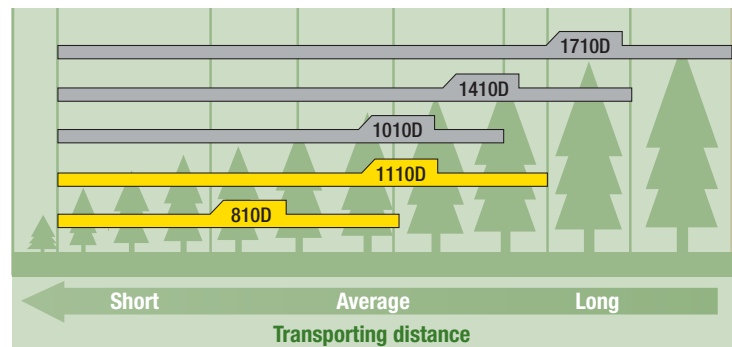 1710D
1410D
1010D
1110D
810D
Short Average Long
Transporting distance